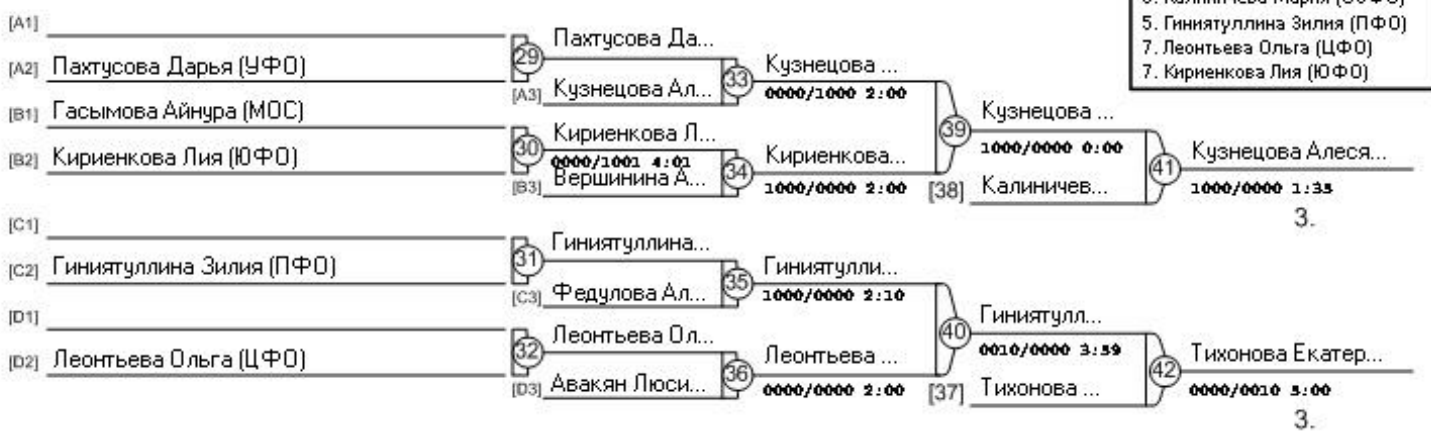 5. Гиниятуллина Зилия (ПФО)
7. Леонтьева Ольга (ЦФО)
7. Кириенкова Лия (ЮФО)
[A1]
[A2] Пахтусова Дарья (УФО)
[B1] Гасымова Айнура (МОС)
[B2] Кириенкова Лия (ЮФО)
[C1]
[C2] Гиниятуллина Зилия (ПФО)
[D1]
[D2] Леонтьева Ольга (ЦФО)
29
Пахтусова Да...
[A3] Кузнецова Ал...
30
Кириенкова Л...
0000/1001 4:01
[B3] Вершинина А...
31
Гиниятуллина...
[C3] Федулова Ал...
32
Леонтьева Ол...
[D3] Авакян Люси...
33
Кузнецова ...
0000/1000 2:00
34
Кириенкова...
1000/0000 2:00
35
Гиниятулли...
1000/0000 2:10
36
Леонтьева ...
0000/0000 2:00
39
Кузнецова ...
1000/0000 0:00
[38] Калиничев...
40
Гиниятулл...
0010/0000 3:59
[37] Тихонова ...
41
Кузнецова Алеся...
1000/0000 1:35
3.
42
Тихонова Екатер...
0000/0010 5:00
3.